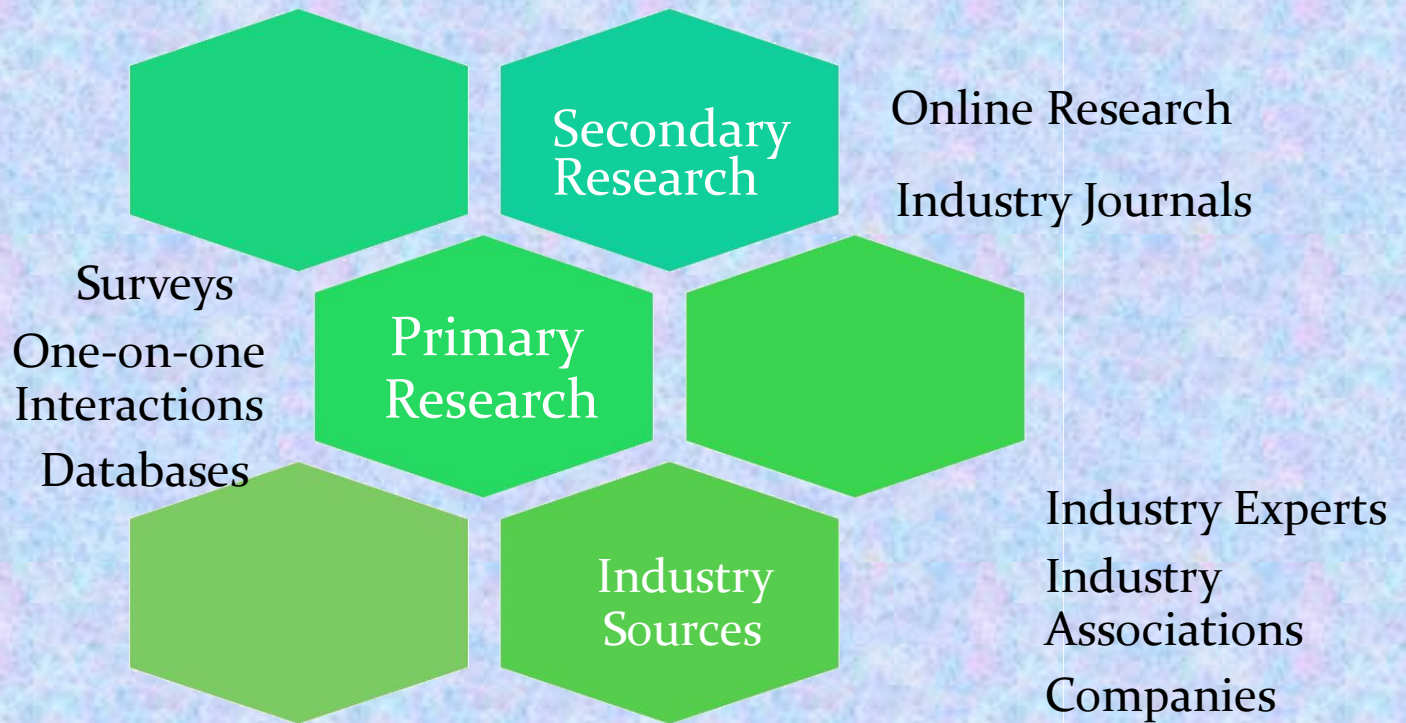 Secondary
Research
Online Research
Industry Journals
Surveys
One-on-one
Interactions
Databases
Primary
Research
Industry
Sources
Industry Experts
Industry
Associations
Companies